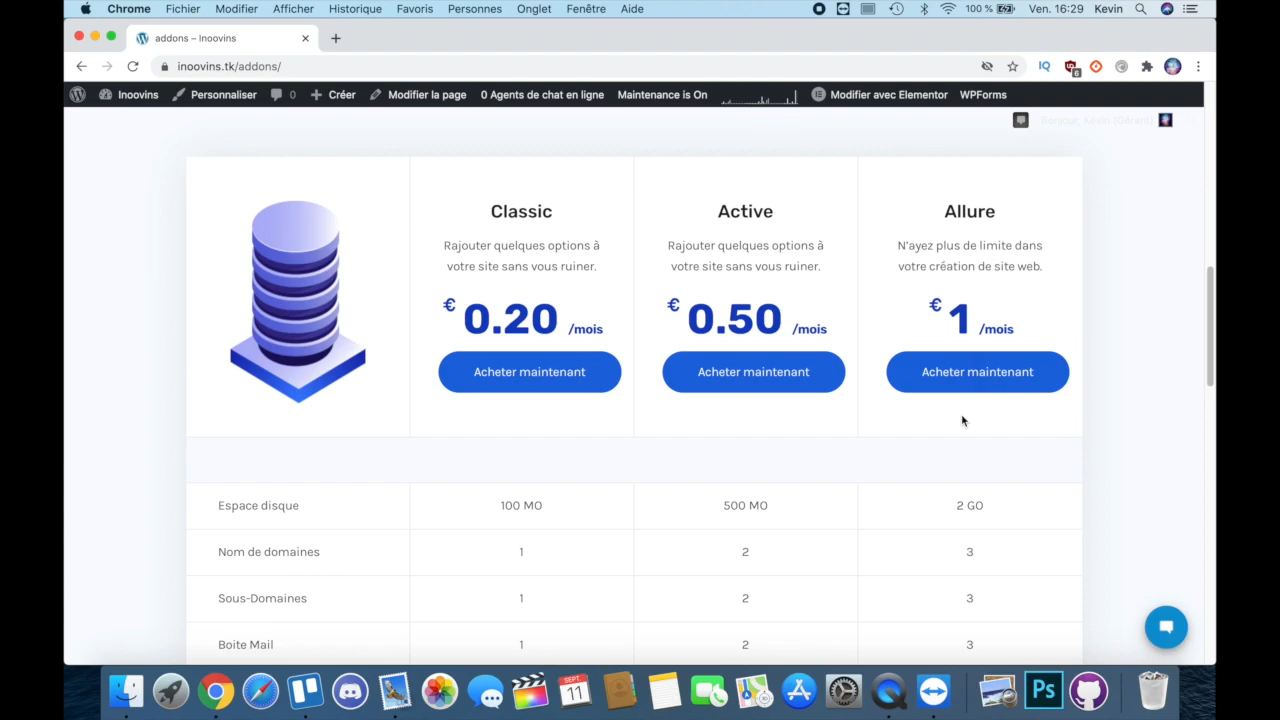 Chrome Fichier Modifier Afficher Historique Favoris Personnes Onglet Fenêtre Aide 100 % Ven. 16:29 Kevin
addons – Inoovins
inoovins.tk/addons/
IQ 6
Inoovins Personnaliser 0 Créer Modifier la page 0 Agents de chat en ligne Maintenance is On Modifier avec Elementor WPForms
Bonjour, Kévin (Gérant)
Classic Active Allure
Rajouter quelques options à Rajouter quelques options à N'ayez plus de limite dans
votre site sans vous ruiner. votre site sans vous ruiner. votre création de site web.
€ 0.20 /mois € 0.50 /mois € 1 /mois
Acheter maintenant Acheter maintenant Acheter maintenant
Espace disque 100 MO 500 MO 2 GO
Nom de domaines 1 2 3
Sous-Domaines 1 2 3
Boite Mail 1 2 3
SEPT.
11
Ps